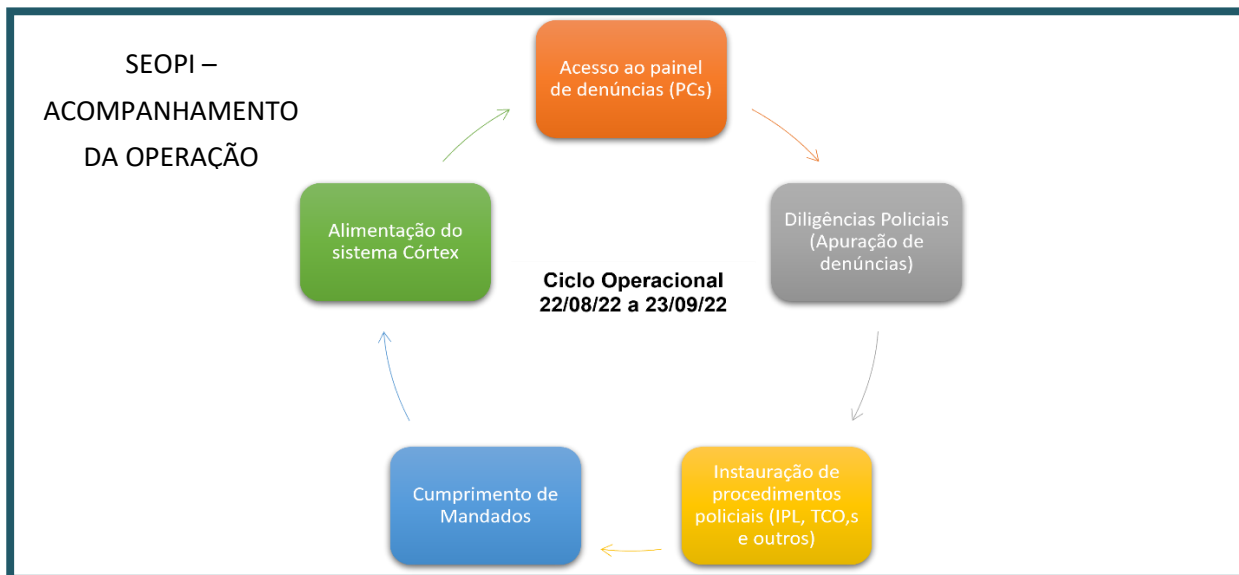 SEOPI –
ACOMPANHAMENTO
DA OPERAÇÃO
Acesso ao painel
de denúncias (PCs)
Diligências Policiais
(Apuração de
denúncias)
Instauração de
procedimentos
policiais (IPL, TCO,s
e outros)
Cumprimento de
Mandados
Alimentação do
sistema Córtex
Ciclo Operacional
22/08/22 a 23/09/22